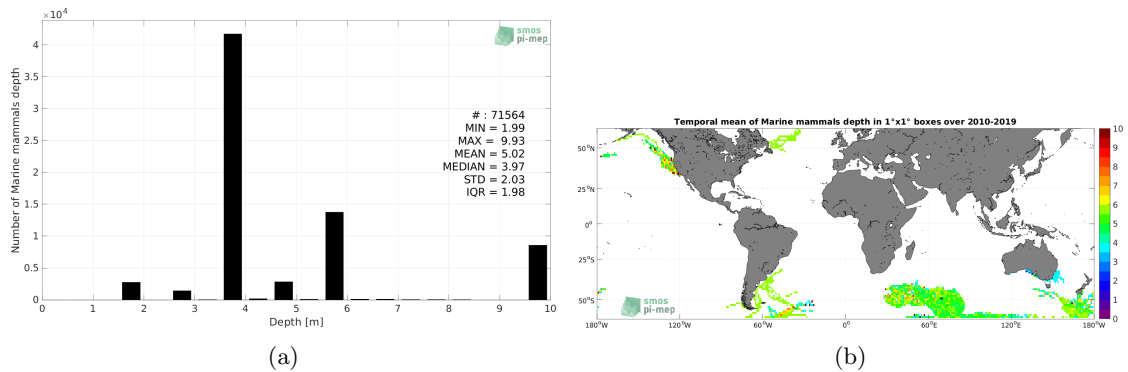 ×10⁴
4
3.5
3
2.5
2
1.5
1
0.5
0
Number of Marine mammals depth
smos
pi-mep
# : 71564
MIN = 1.99
MAX = 9.93
MEAN = 5.02
MEDIAN = 3.97
STD = 2.03
IQR = 1.98
0 1 2 3 4 5 6 7 8 9 10
Depth [m]
(a)
Temporal mean of Marine mammals depth in 1°x1° boxes over 2010-2019
50°N
25°N
0°
25°S
50°S
smos
pi-mep
180°W 120°W 60°W 0° 60°E 120°E 180°W
10
9
8
7
6
5
4
3
2
1
0
(b)